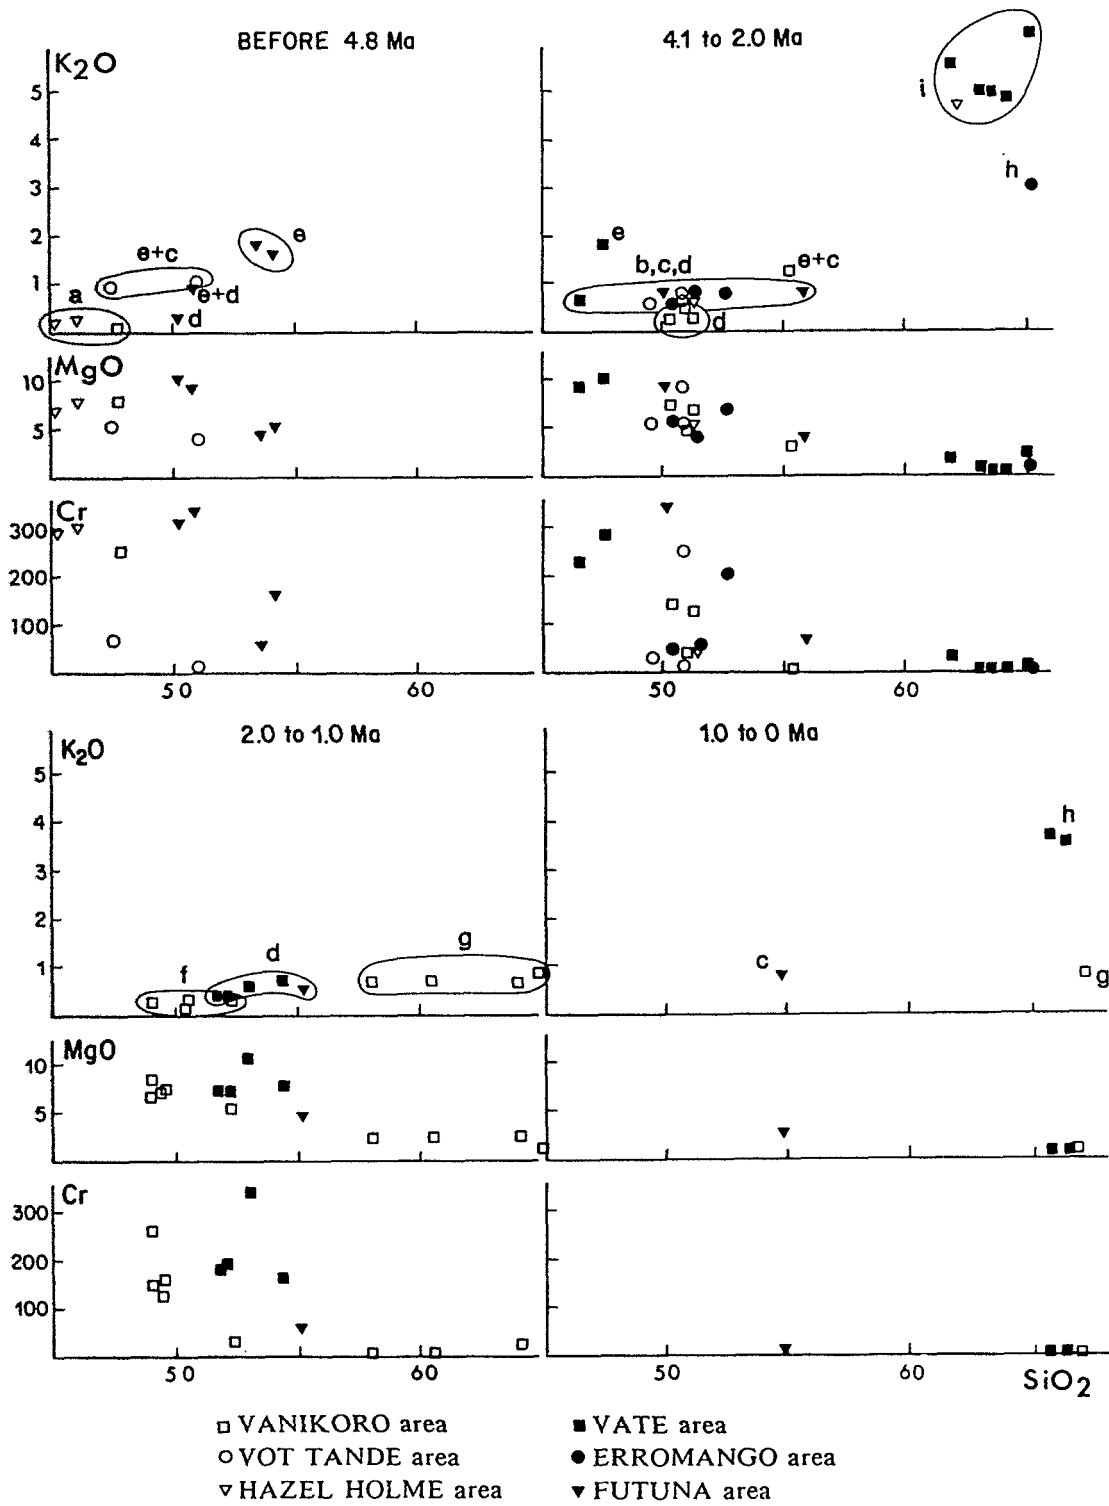 BEFORE 4.8 Ma 4.1 to 2.0 Ma
K2O
5
4
3
2
1
i
h
e
e+c
e+d
a
d
e
b,c,d
e+c
d
MgO
10
5
Cr
300
200
100
50 60 50 60
2.0 to 1.0 Ma 1.0 to 0 Ma
K2O
5
4
3
2
1
h
f
d
g
c
g
MgO
10
5
Cr
300
200
100
50 60 50 60 SiO2
VANIKORO area VATE area
VOT TANDE area ERROMANGO area
HAZEL HOLME area FUTUNA area